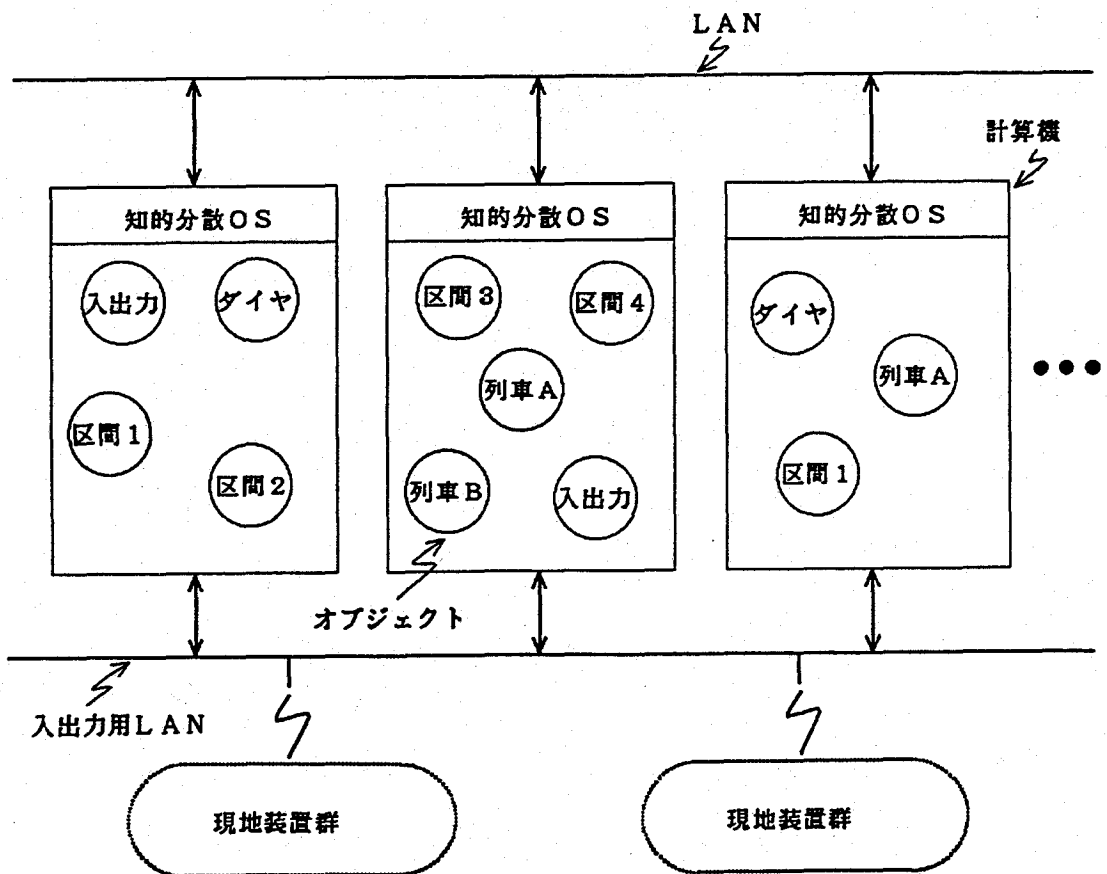 LAN
計算機
知的分散OS
知的分散OS
知的分散OS
入出力
ダイヤ
区間1
区間2
区間3
区間4
列車A
列車B
入出力
ダイヤ
列車A
区間1
オブジェクト
入出力用LAN
現地装置群
現地装置群